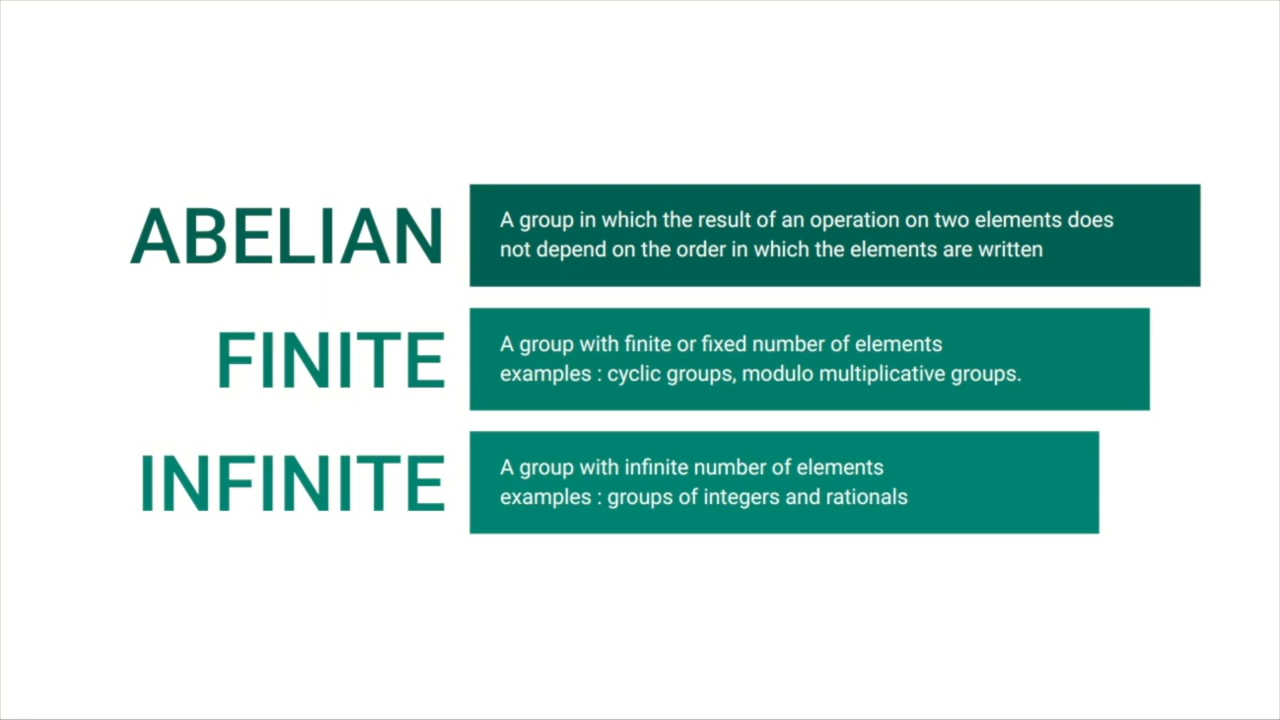 ABELIAN
A group in which the result of an operation on two elements does
not depend on the order in which the elements are written
FINITE
A group with finite or fixed number of elements
examples : cyclic groups, modulo multiplicative groups.
INFINITE
A group with infinite number of elements
examples : groups of integers and rationals